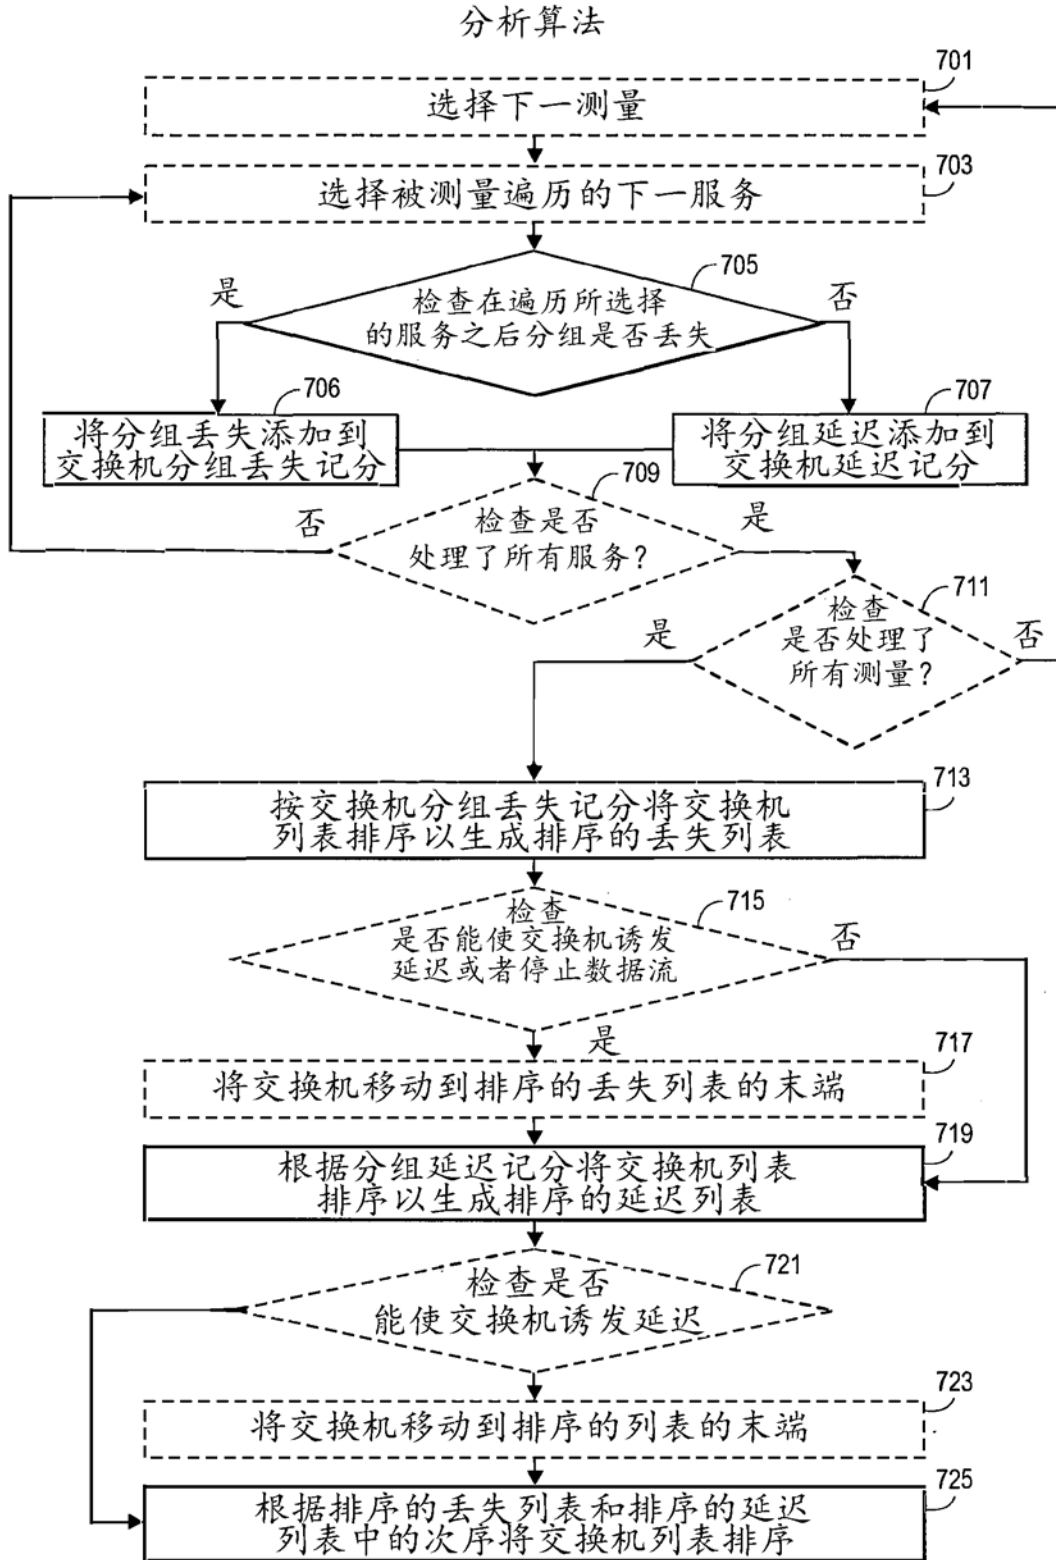 分析算法
701
选择下一测量
703
选择被测量遍历的下一服务
705
是
检查在遍历所选择
的服务之后分组是否丢失
否
706
将分组丢失添加到
交换机分组丢失记分
707
将分组延迟添加到
交换机延迟记分
709
否
检查是否
处理了所有服务?
是
711
是
检查
是否处理了
所有测量?
否
713
按交换机分组丢失记分将交换机
列表排序以生成排序的丢失列表
715
检查
是否能使交换机诱发
延迟或者停止数据流
否
是
717
将交换机移动到排序的丢失列表的末端
719
根据分组延迟记分将交换机列表
排序以生成排序的延迟列表
721
检查是否
能使交换机诱发延迟
723
将交换机移动到排序的列表的末端
725
根据排序的丢失列表和排序的延迟
列表中的次序将交换机列表排序